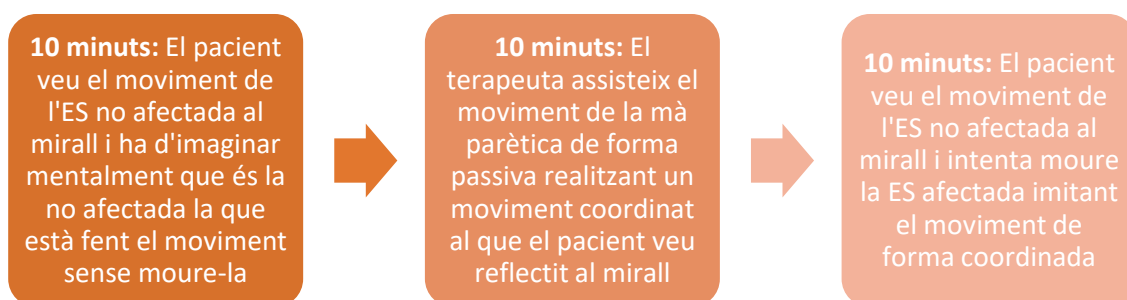 10 minuts: El pacient
veu el moviment de
l'ES no afectada al
mirall i ha d'imaginar
mentalment que és la
no afectada la que
està fent el moviment
sense moure-la
10 minuts: El
terapeuta assisteix el
moviment de la mà
parètica de forma
passiva realitzant un
moviment coordinat
al que el pacient veu
reflectit al mirall
10 minuts: El pacient
veu el moviment de
l'ES no afectada al
mirall i intenta moure
la ES afectada imitant
el moviment de
forma coordinada